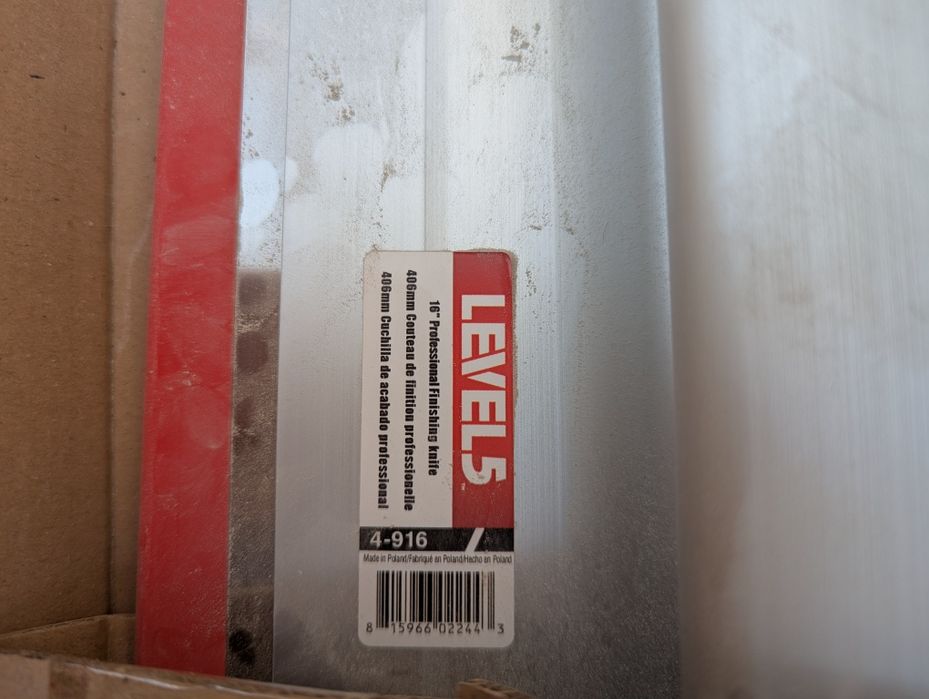 LEVEL5™
16" Professional Finishing knife
406mm Couteau de finition professionelle
406mm Cuchilla de acabado professional
4-916
Made in Poland/Fabriqué en Poland/Hecho en Poland
8 15966 02244 3